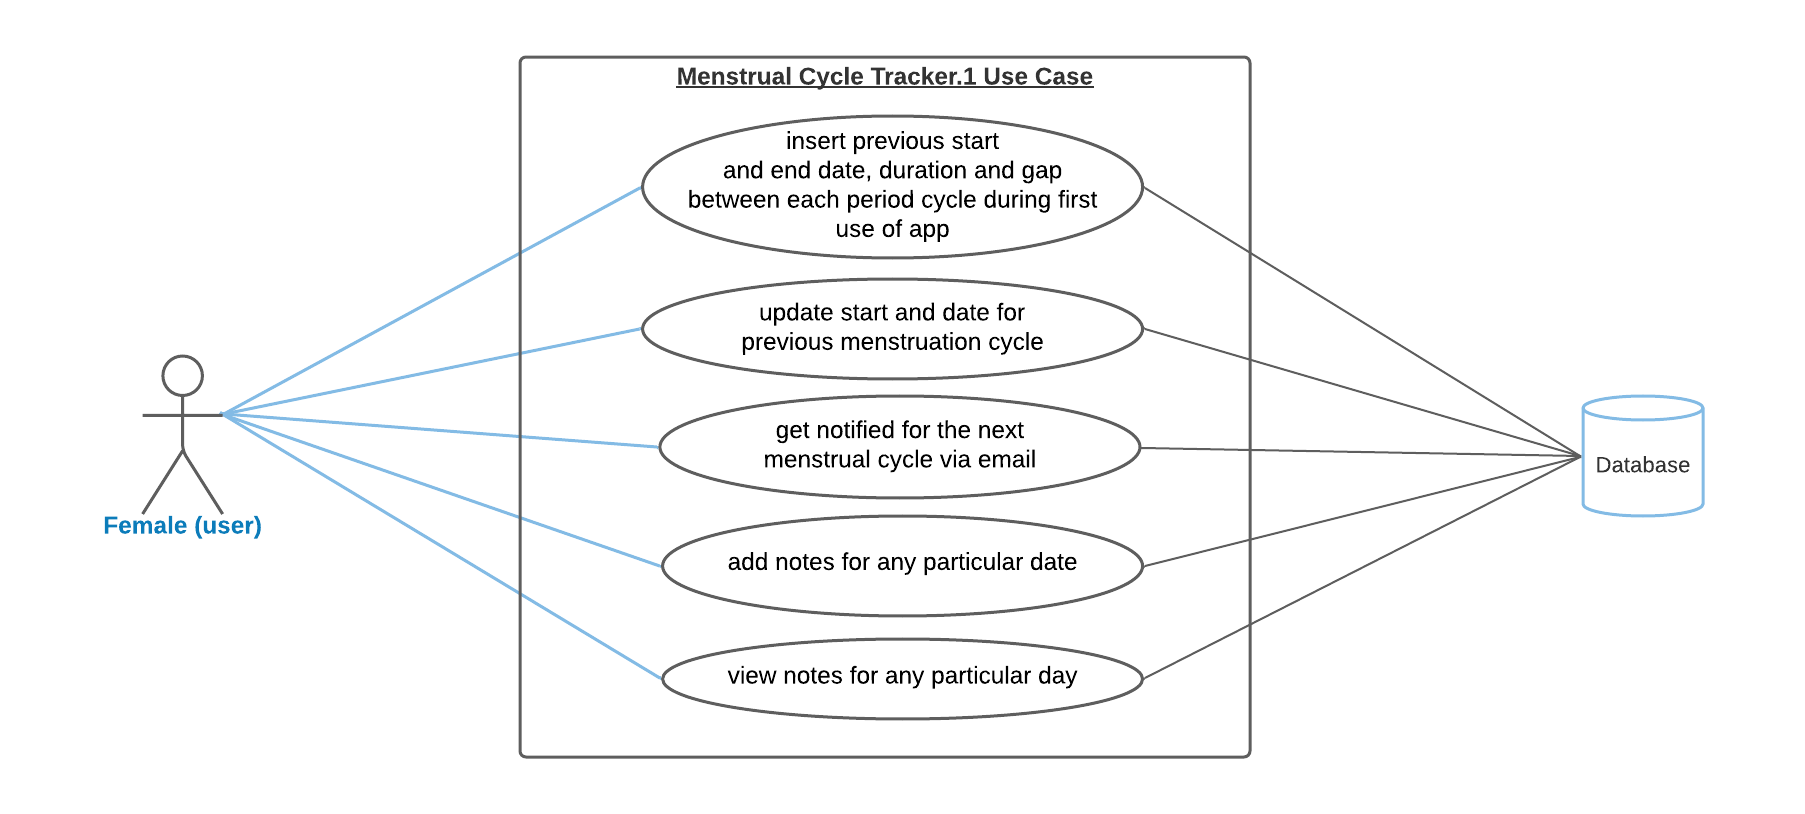 Menstrual Cycle Tracker.1 Use Case
insert previous start
and end date, duration and gap
between each period cycle during first
use of app
update start and date for
previous menstruation cycle
get notified for the next
menstrual cycle via email
add notes for any particular date
view notes for any particular day
Female (user)
Database